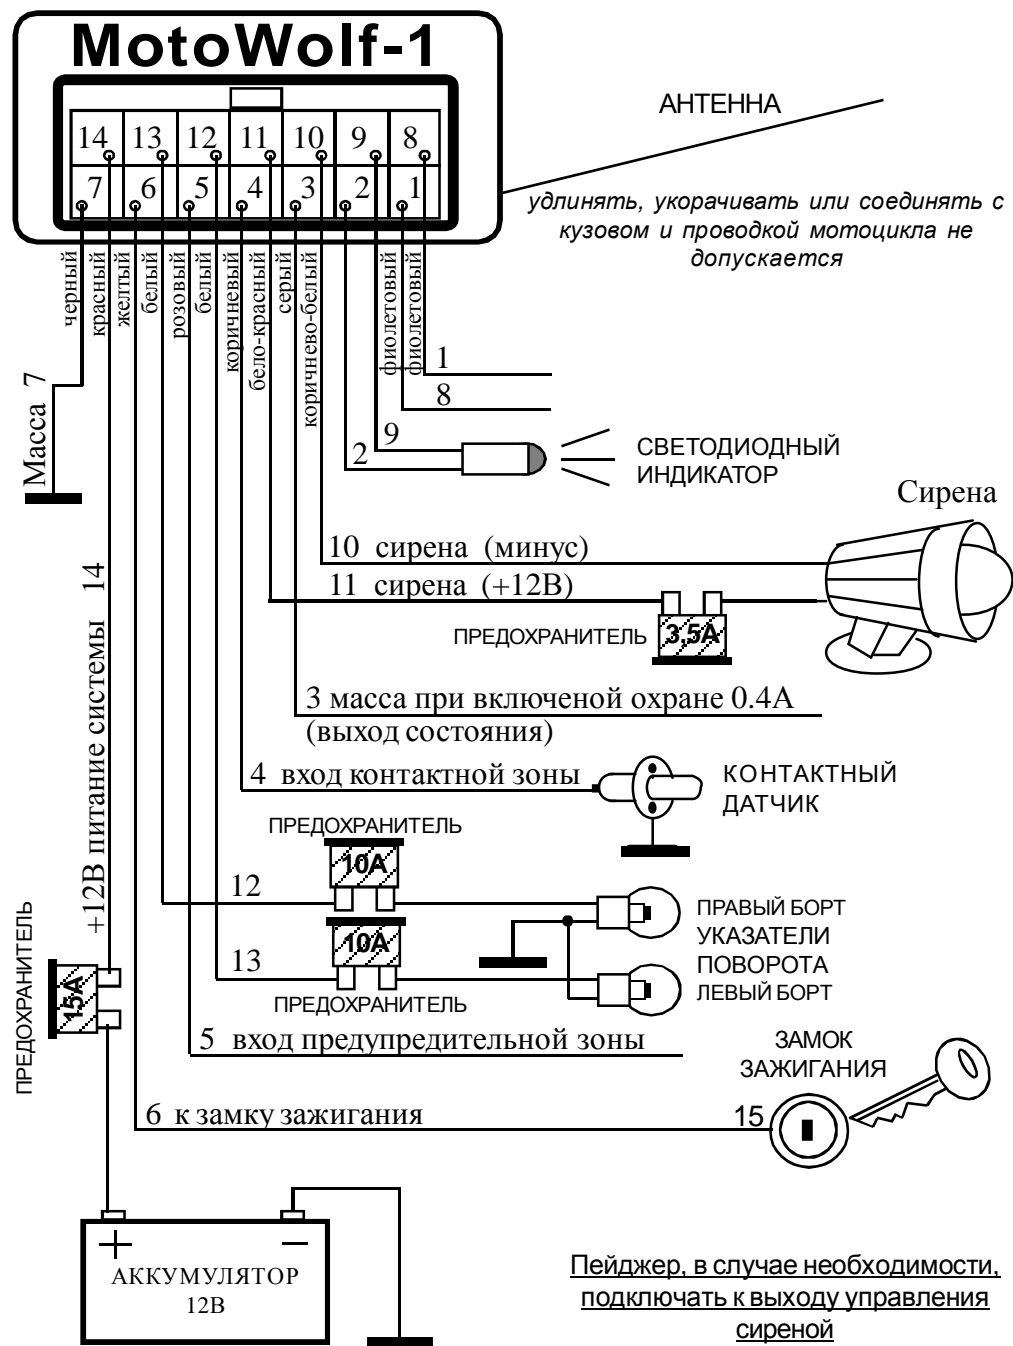 MotoWolf-1
14 13 12 11 10 9 8
7 6 5 4 3 2 1
АНТЕННА
удлинять, укорачивать или соединять с
кузовом и проводкой мотоцикла не
допускается
черный
красный
желтый
белый
розовый
белый
коричневый
бело-красный
серый
коричнево-белый
фиолетовый
фиолетовый
1
8
9
2
Масса 7
СВЕТОДИОДНЫЙ
ИНДИКАТОР
Сирена
10 сирена (минус)
11 сирена (+12В)
ПРЕДОХРАНИТЕЛЬ
3,5А
3 масса при включеной охране 0.4А
(выход состояния)
4 вход контактной зоны
КОНТАКТНЫЙ
ДАТЧИК
+12В питание системы 14
ПРЕДОХРАНИТЕЛЬ
10А
12
10А
13
ПРЕДОХРАНИТЕЛЬ
ПРАВЫЙ БОРТ
УКАЗАТЕЛИ
ПОВОРОТА
ЛЕВЫЙ БОРТ
ПРЕДОХРАНИТЕЛЬ
15А
5 вход предупредительной зоны
ЗАМОК
ЗАЖИГАНИЯ
6 к замку зажигания
15
+ −
АККУМУЛЯТОР
12В
Пейджер, в случае необходимости,
подключать к выходу управления
сиреной